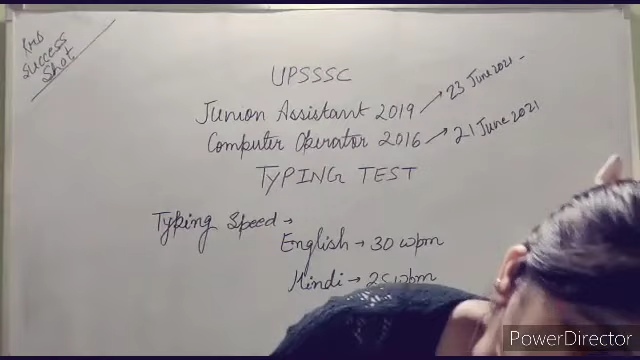 SUCCESS
Shot
UPSSSC
Junior Assistant 2019 → 23 June 2021 -
Computer Operator 2016 → 21 June 2021
TYPING TEST
Typing Speed →
English → 30 wpm
Hindi → 25 wpm
PowerDirector